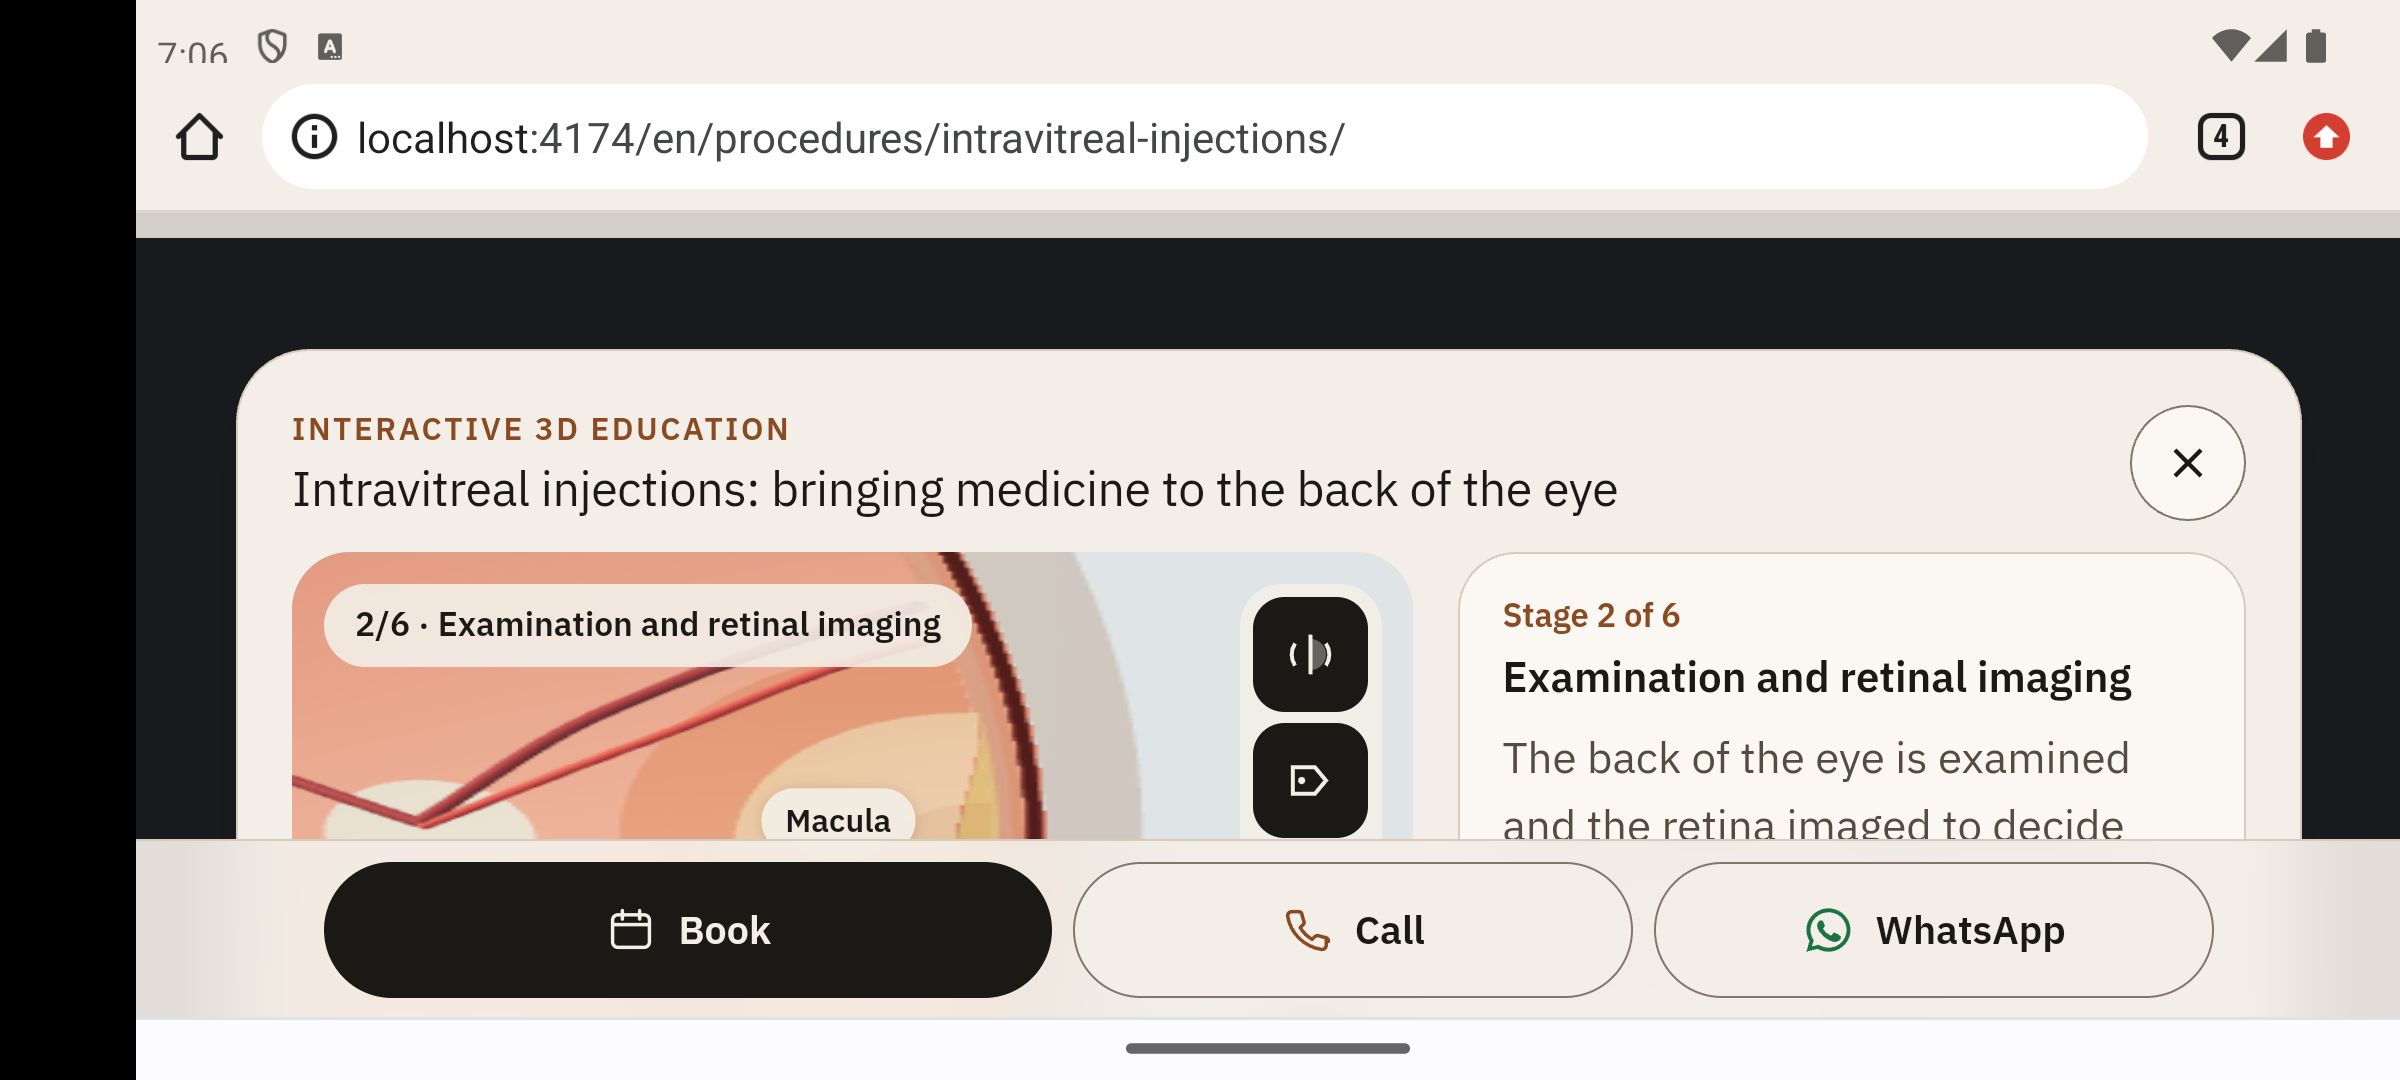 7:06
localhost:4174/en/procedures/intravitreal-injections/
4
INTERACTIVE 3D EDUCATION
Intravitreal injections: bringing medicine to the back of the eye
2/6 · Examination and retinal imaging
Macula
Stage 2 of 6
Examination and retinal imaging
The back of the eye is examined
and the retina imaged to decide
Book
Call
WhatsApp